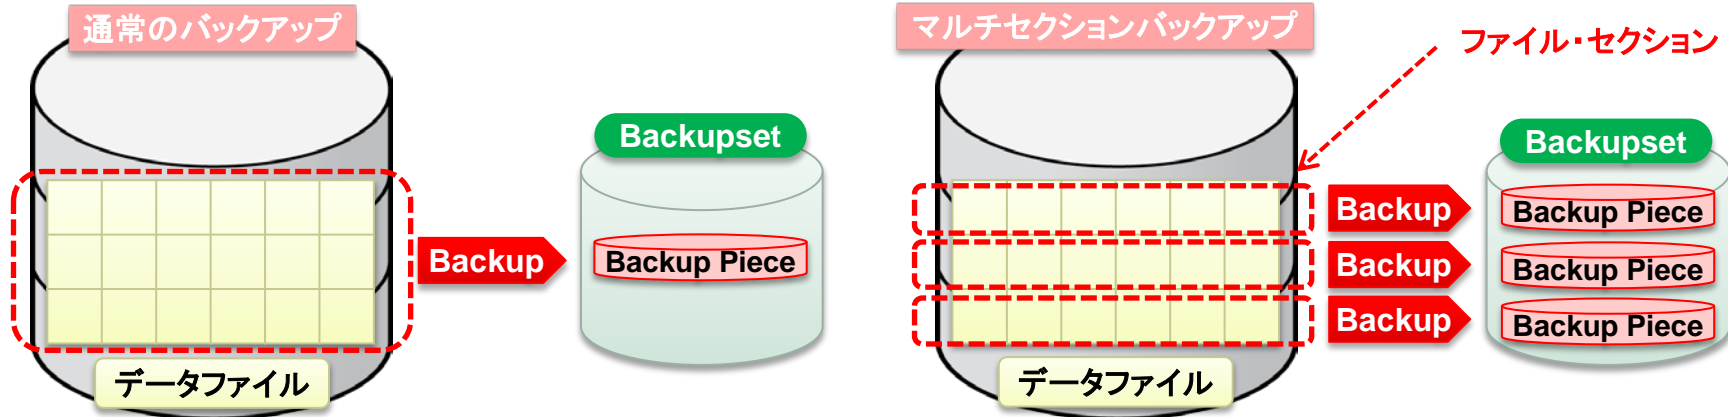 通常のバックアップ
Backupset
Backup
Backup Piece
データファイル
マルチセクションバックアップ
ファイル・セクション
Backupset
Backup
Backup Piece
Backup
Backup Piece
Backup
Backup Piece
データファイル